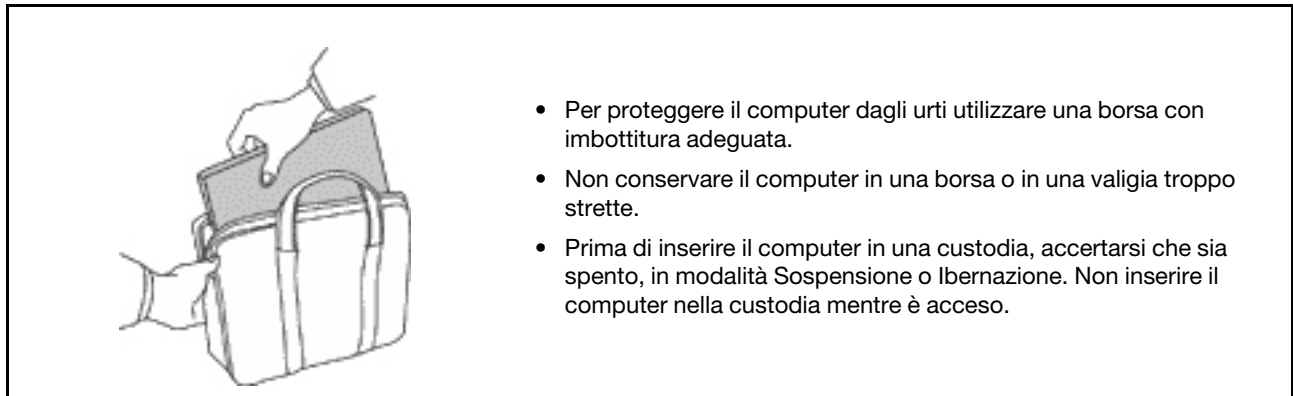 • Per proteggere il computer dagli urti utilizzare una borsa con
imbottitura adeguata.
• Non conservare il computer in una borsa o in una valigia troppo
strette.
• Prima di inserire il computer in una custodia, accertarsi che sia
spento, in modalità Sospensione o Ibernazione. Non inserire il
computer nella custodia mentre è acceso.